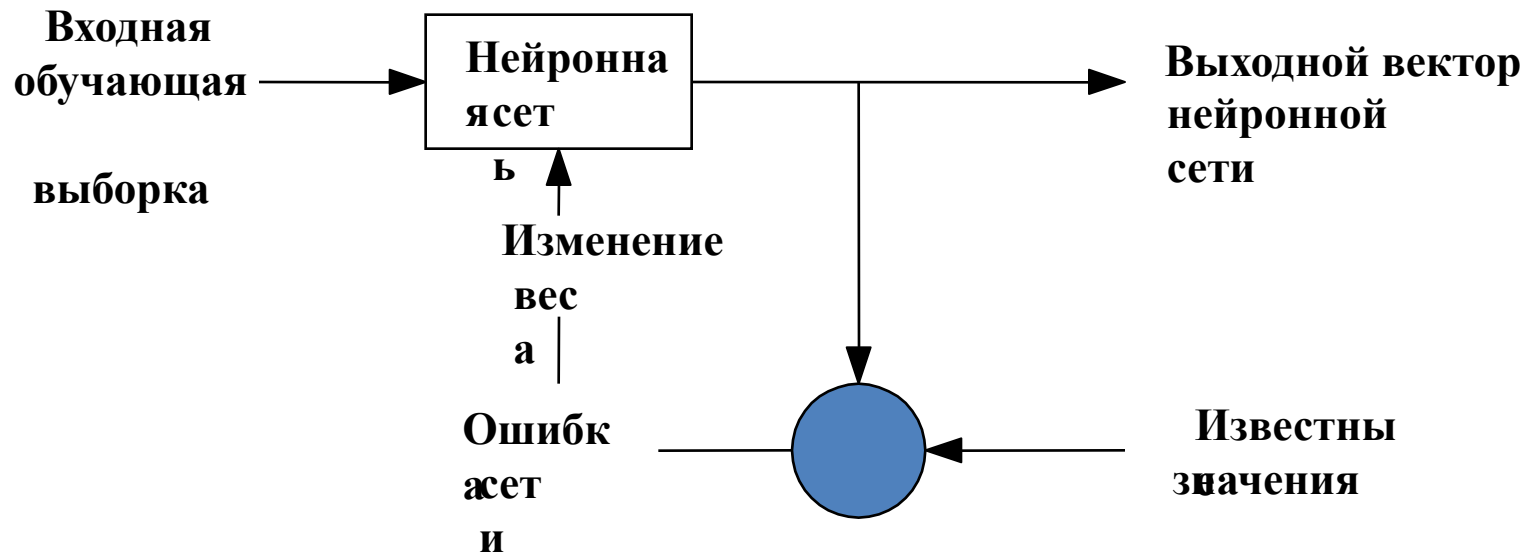 Входная
обучающая
выборка
Нейронна
я сет
ь
Выходной вектор
нейронной
сети
Изменение
вес
а
Ошибк
а сет
и
Известны
е
значения